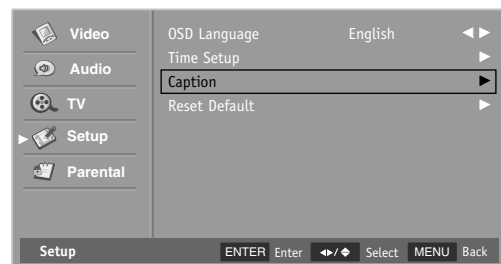 Video
Audio
TV
Setup
Parental
OSD Language English
Time Setup
Caption
Reset Default
Setup ENTER Enter / Select MENU Back